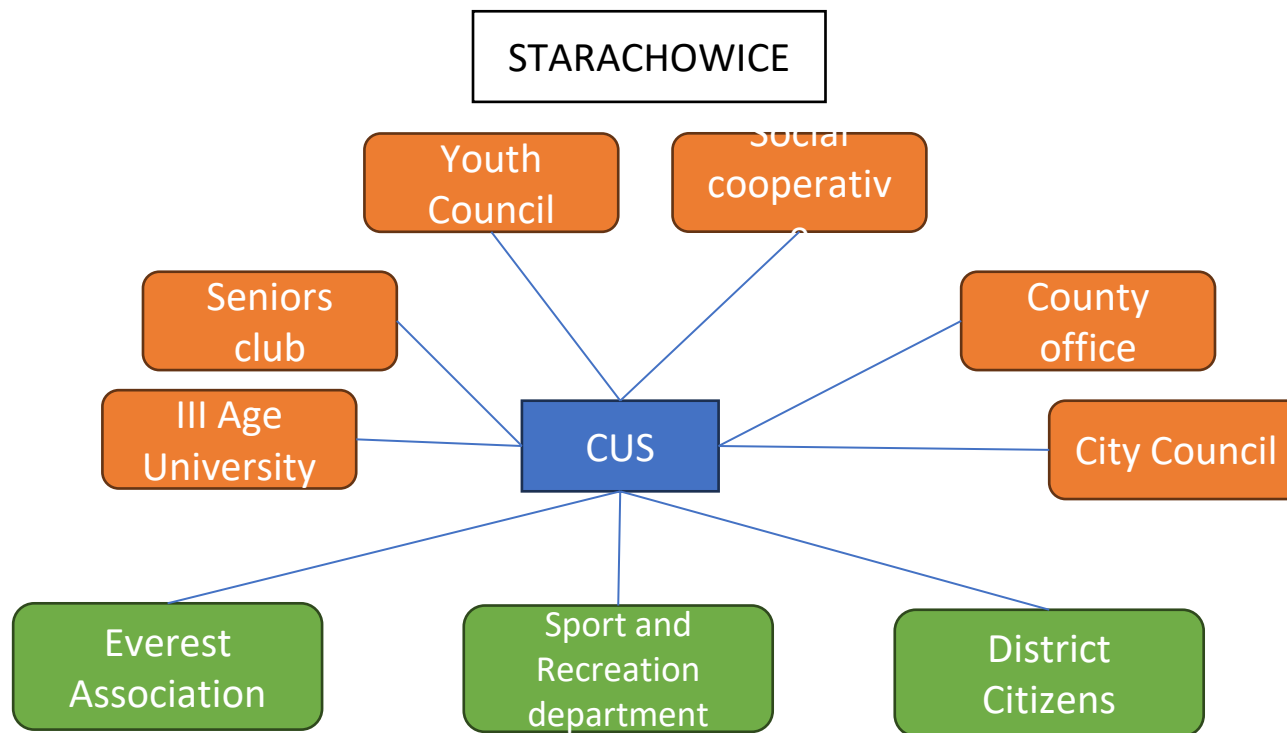 STARACHOWICE
Youth
Council
Social
cooperativ
e
Seniors
club
County
office
III Age
University
CUS
City Council
Everest
Association
Sport and
Recreation
department
District
Citizens